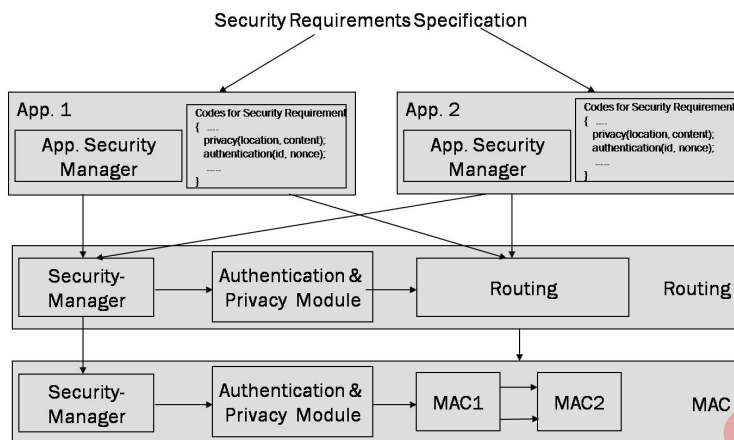 Security Requirements Specification
App. 1
Codes for Security Requirement
{ ....
privacy(location, content);
authentication(id, nonce);
.....
}
App. Security
Manager
App. 2
Codes for Security Requirement
{ ....
privacy(location, content);
authentication(id, nonce);
.....
}
App. Security
Manager
Security-
Manager
Authentication &
Privacy Module
Routing
Routing
Security-
Manager
Authentication &
Privacy Module
MAC1
MAC2
MAC